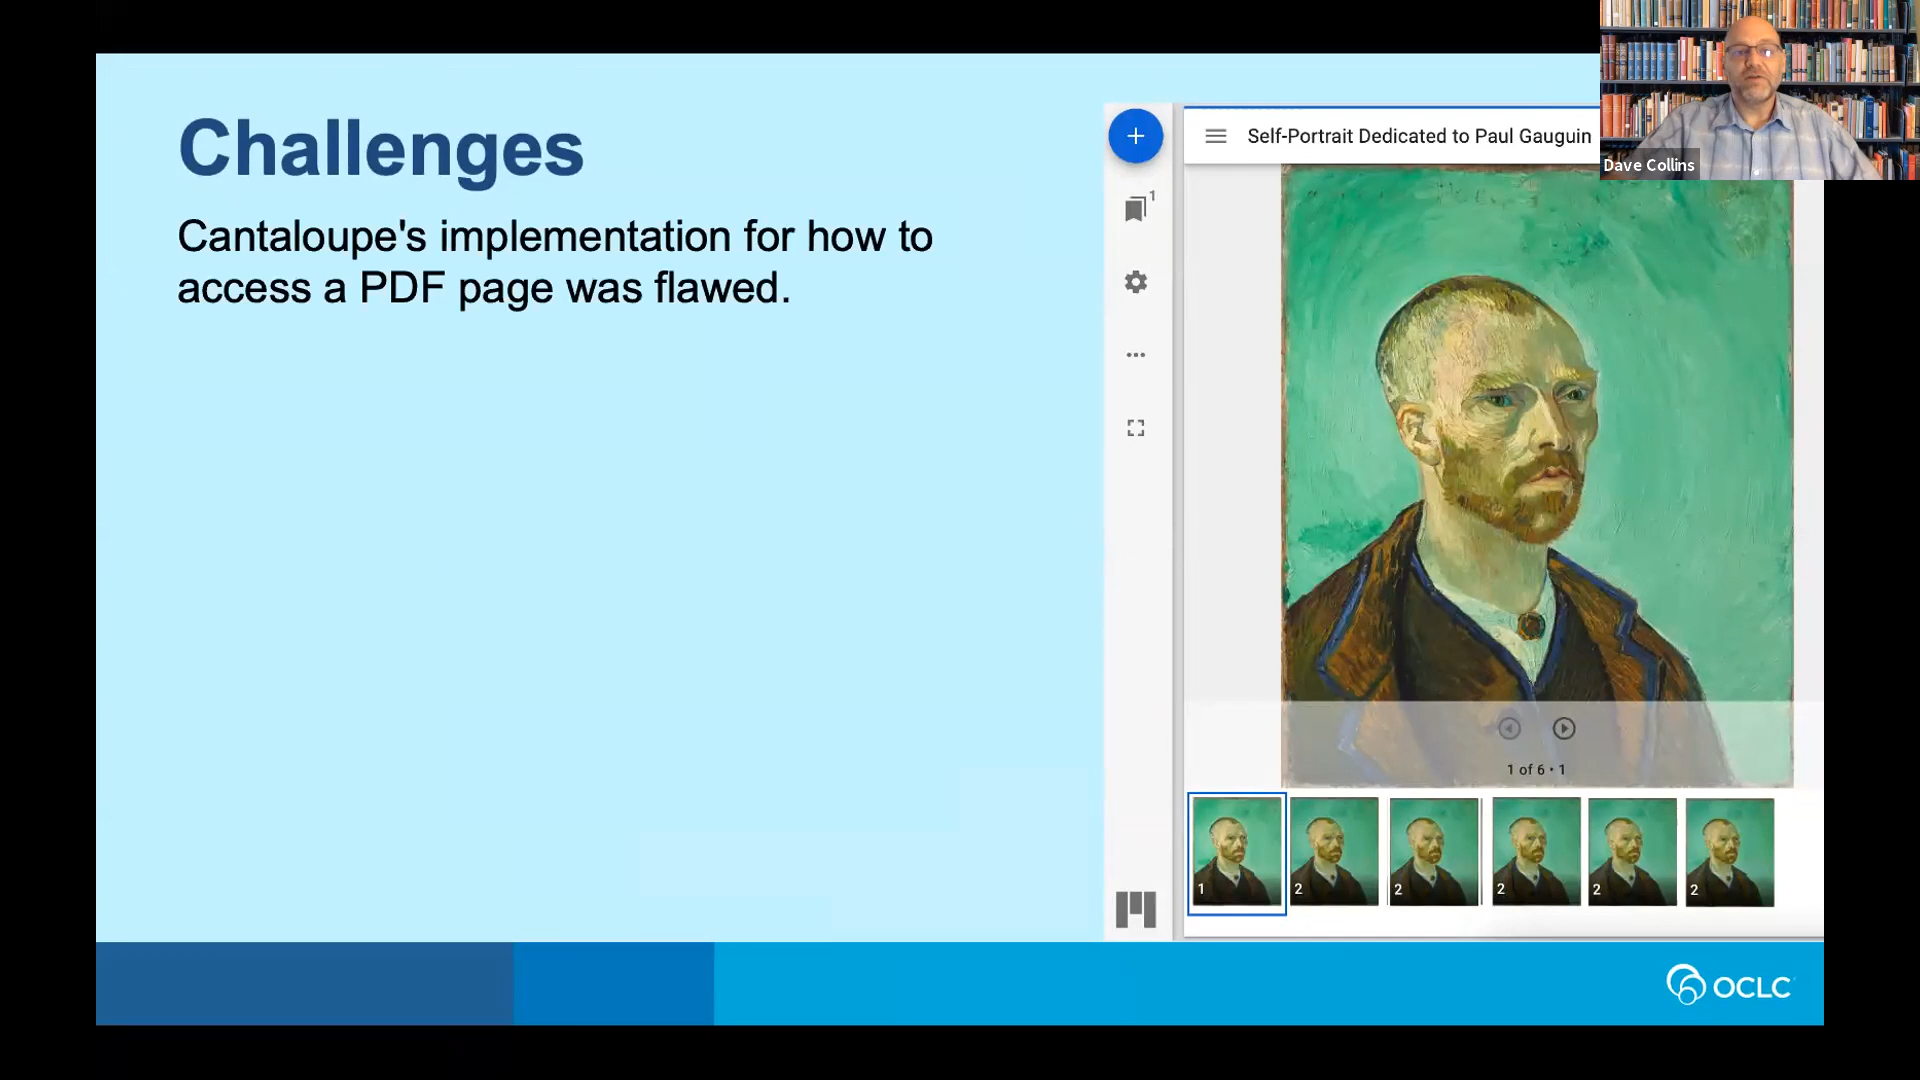 Challenges
Cantaloupe's implementation for how to
access a PDF page was flawed.
1
Self-Portrait Dedicated to Paul Gauguin
Dave Collins
1 of 6 • 1
1
2
2
2
2
2
OCLC